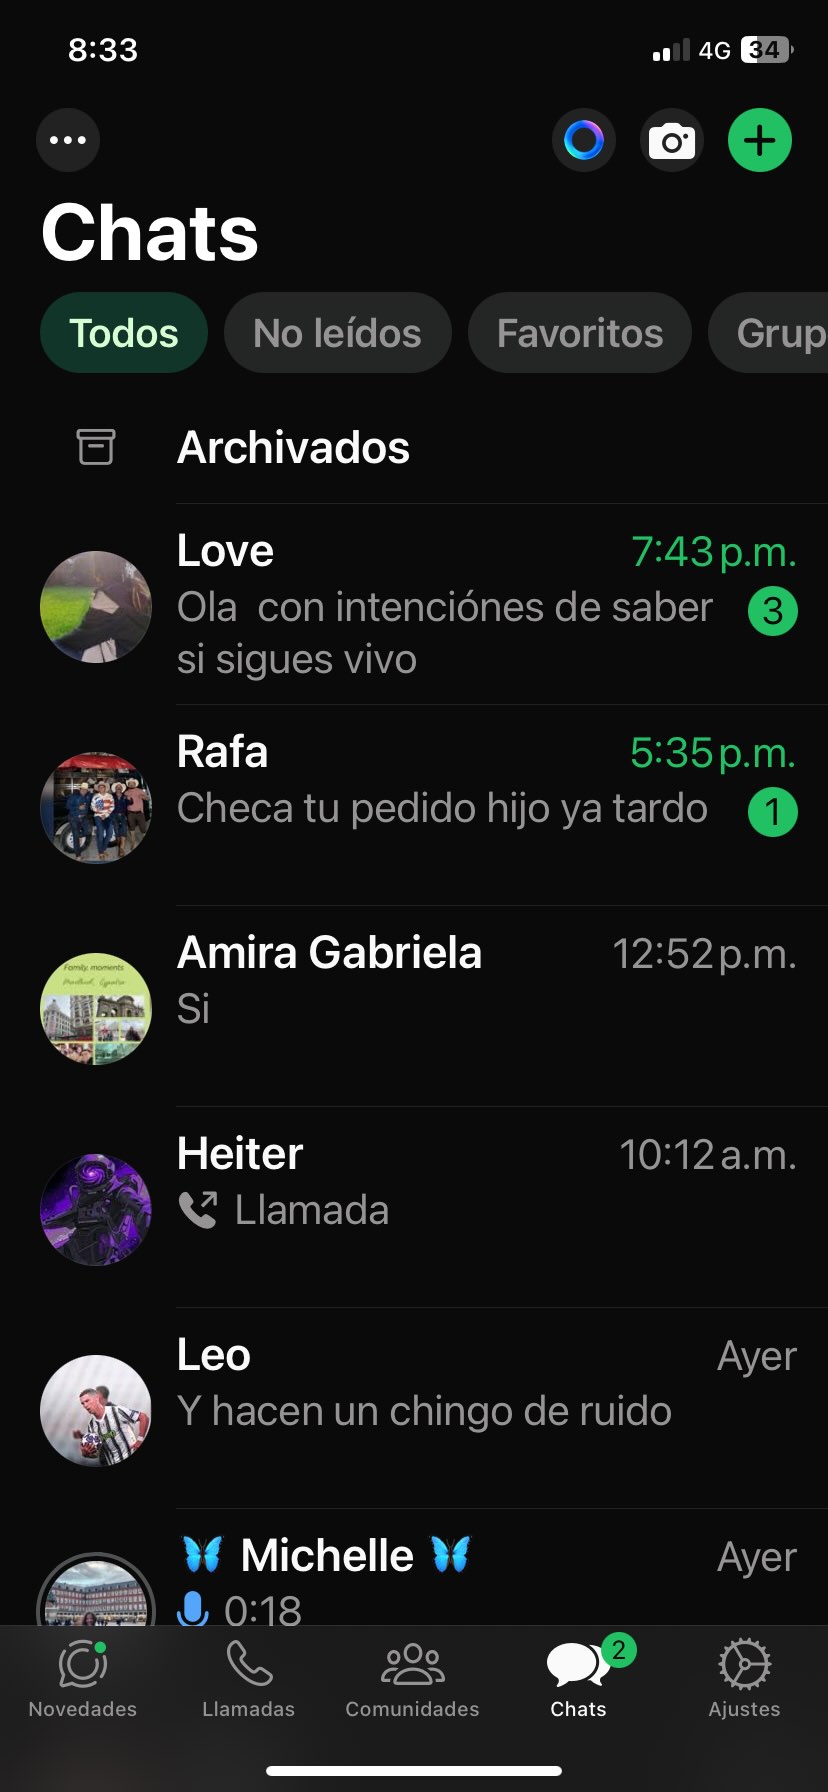 8:33
4G
34
Chats
Todos
No leídos
Favoritos
Grup
Archivados
Love
7:43 p.m.
Ola  con intenciónes de saber
3
si sigues vivo
Rafa
5:35 p.m.
Checa tu pedido hijo ya tardo
1
Amira Gabriela
12:52 p.m.
Si
Family, moments
Heiter
10:12 a.m.
Llamada
Leo
Ayer
Y hacen un chingo de ruido
🦋 Michelle 🦋
Ayer
0:18
2
Novedades
Llamadas
Comunidades
Chats
Ajustes